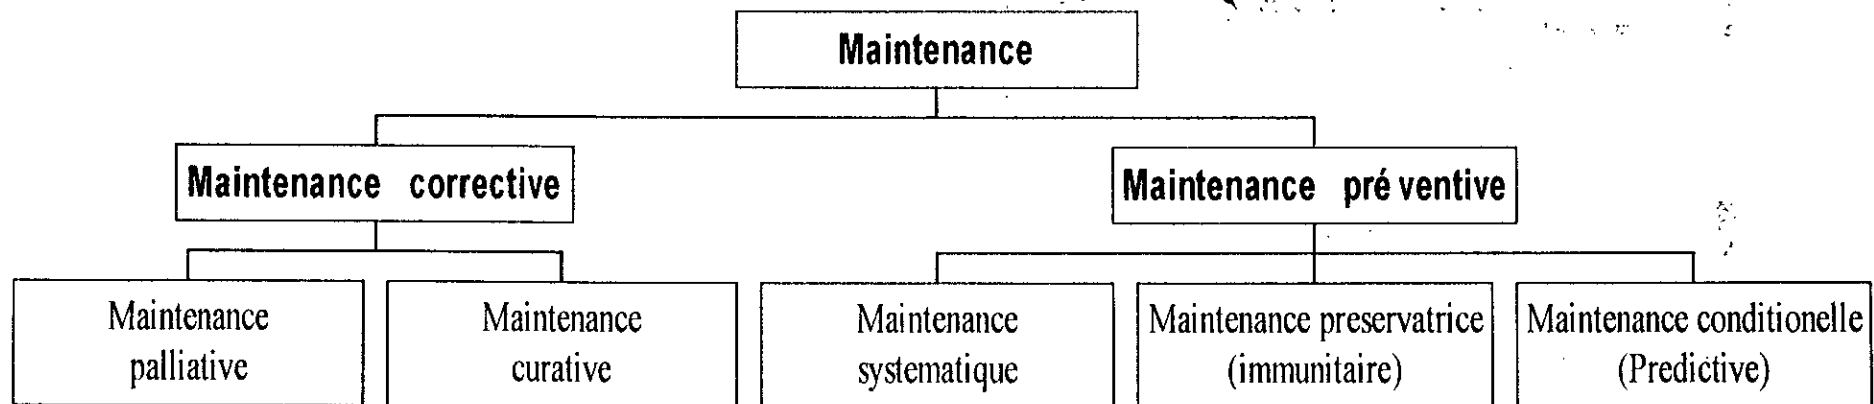 Maintenance
Maintenance corrective
Maintenance pré ventive
Maintenance
palliative
Maintenance
curative
Maintenance
systematique
Maintenance preservatrice
(immunitaire)
Maintenance conditionelle
(Predictive)